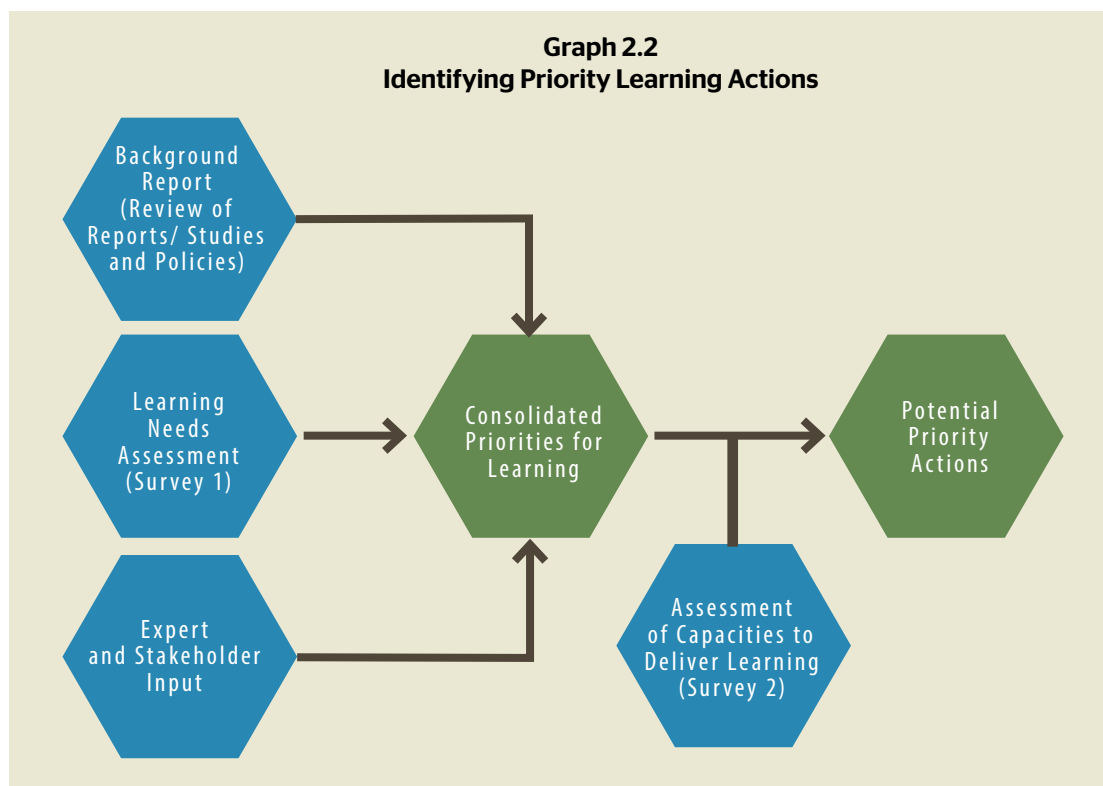 Graph 2.2
Identifying Priority Learning Actions
Background
Report
(Review of
Reports/ Studies
and Policies)
Learning
Needs
Assessment
(Survey 1)
Expert
and Stakeholder
Input
Consolidated
Priorities for
Learning
Assessment
of Capacities to
Deliver Learning
(Survey 2)
Potential
Priority
Actions